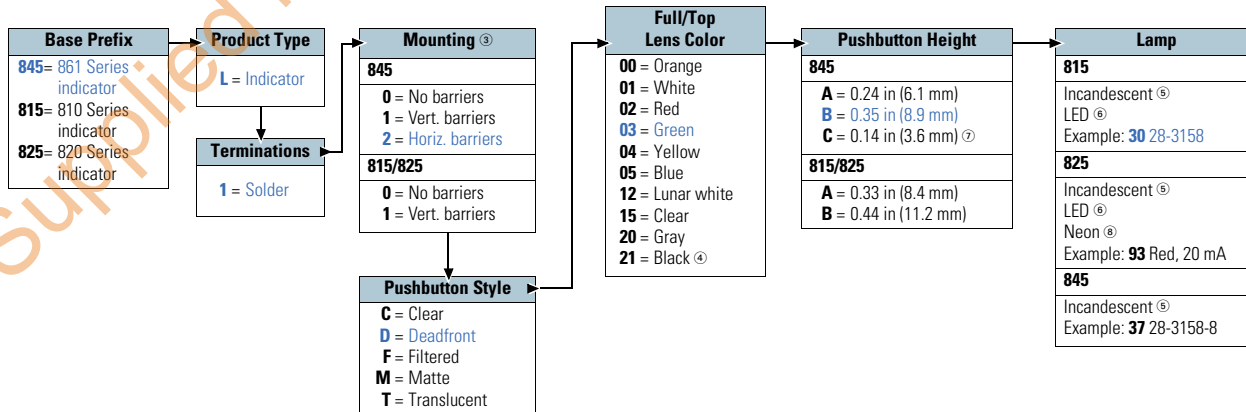 Supplied
Base Prefix
845= 861 Series
indicator
815= 810 Series
indicator
825= 820 Series
indicator
Product Type
L = Indicator
Terminations
1 = Solder
Mounting ③
845
0 = No barriers
1 = Vert. barriers
2 = Horiz. barriers
815/825
0 = No barriers
1 = Vert. barriers
Pushbutton Style
C = Clear
D = Deadfront
F = Filtered
M = Matte
T = Translucent
Full/Top
Lens Color
00 = Orange
01 = White
02 = Red
03 = Green
04 = Yellow
05 = Blue
12 = Lunar white
15 = Clear
20 = Gray
21 = Black ④
Pushbutton Height
845
A = 0.24 in (6.1 mm)
B = 0.35 in (8.9 mm)
C = 0.14 in (3.6 mm) ⑦
815/825
A = 0.33 in (8.4 mm)
B = 0.44 in (11.2 mm)
Lamp
815
Incandescent ⑤
LED ⑥
Example: 30 28-3158
825
Incandescent ⑤
LED ⑥
Neon ⑧
Example: 93 Red, 20 mA
845
Incandescent ⑤
Example: 37 28-3158-8